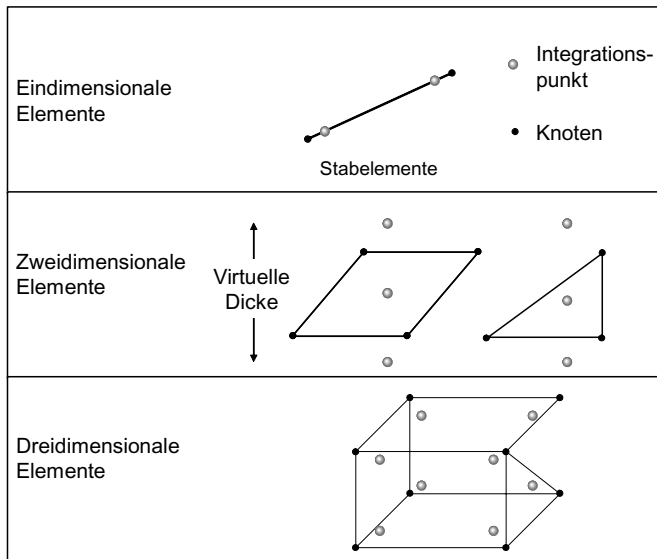 Eindimensionale
Elemente
Integrations-
punkt
Knoten
Stabelemente
Zweidimensionale
Elemente
Virtuelle
Dicke
Dreidimensionale
Elemente